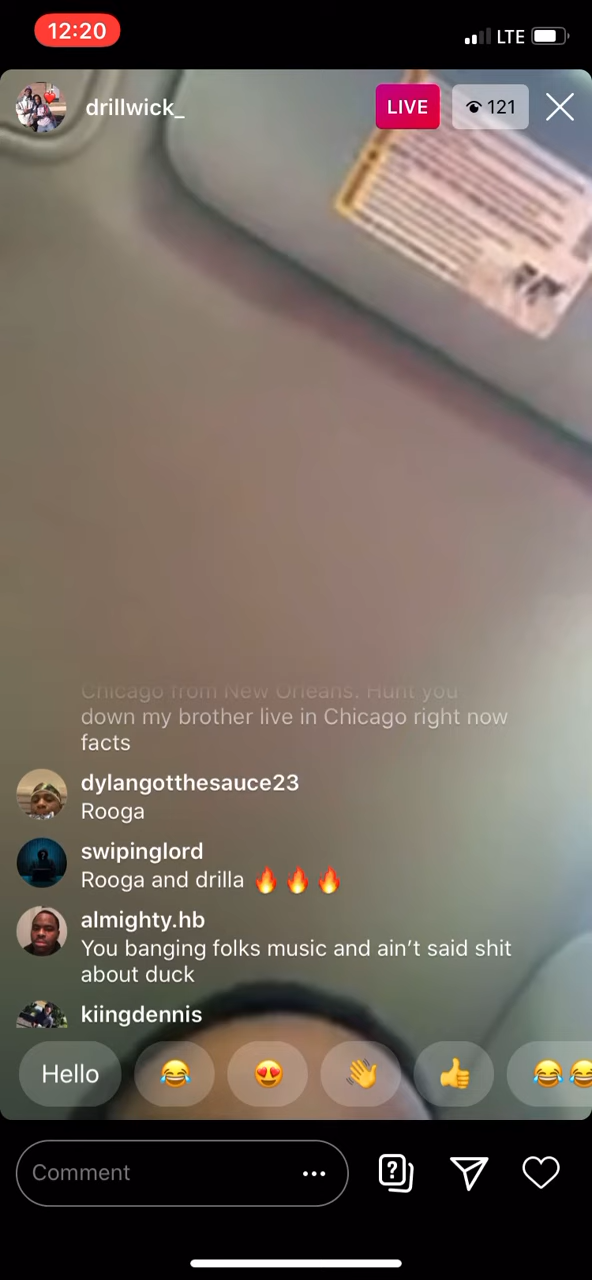 12:20
LTE
drillwick_
LIVE
121
Chicago from New Orleans. Hunt you
down my brother live in Chicago right now
facts
dylangotthesauce23
Rooga
swipinglord
Rooga and drilla 🔥🔥🔥
almighty.hb
You banging folks music and ain’t said shit
about duck
kiingdennis
Hello
Comment